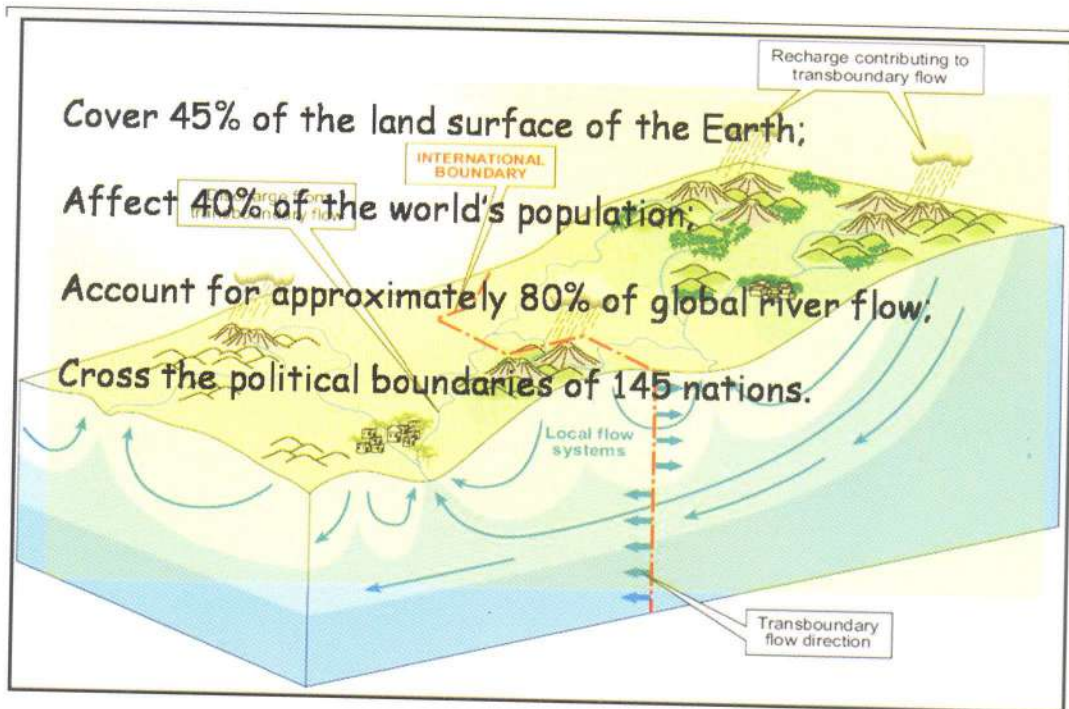 Recharge contributing to
transboundary flow
Cover 45% of the land surface of the Earth;
INTERNATIONAL
BOUNDARY
Affect 40% of the world's population;
transboundary flow
Account for approximately 80% of global river flow;
Cross the political boundaries of 145 nations.
Local flow
systems
Transboundary
flow direction